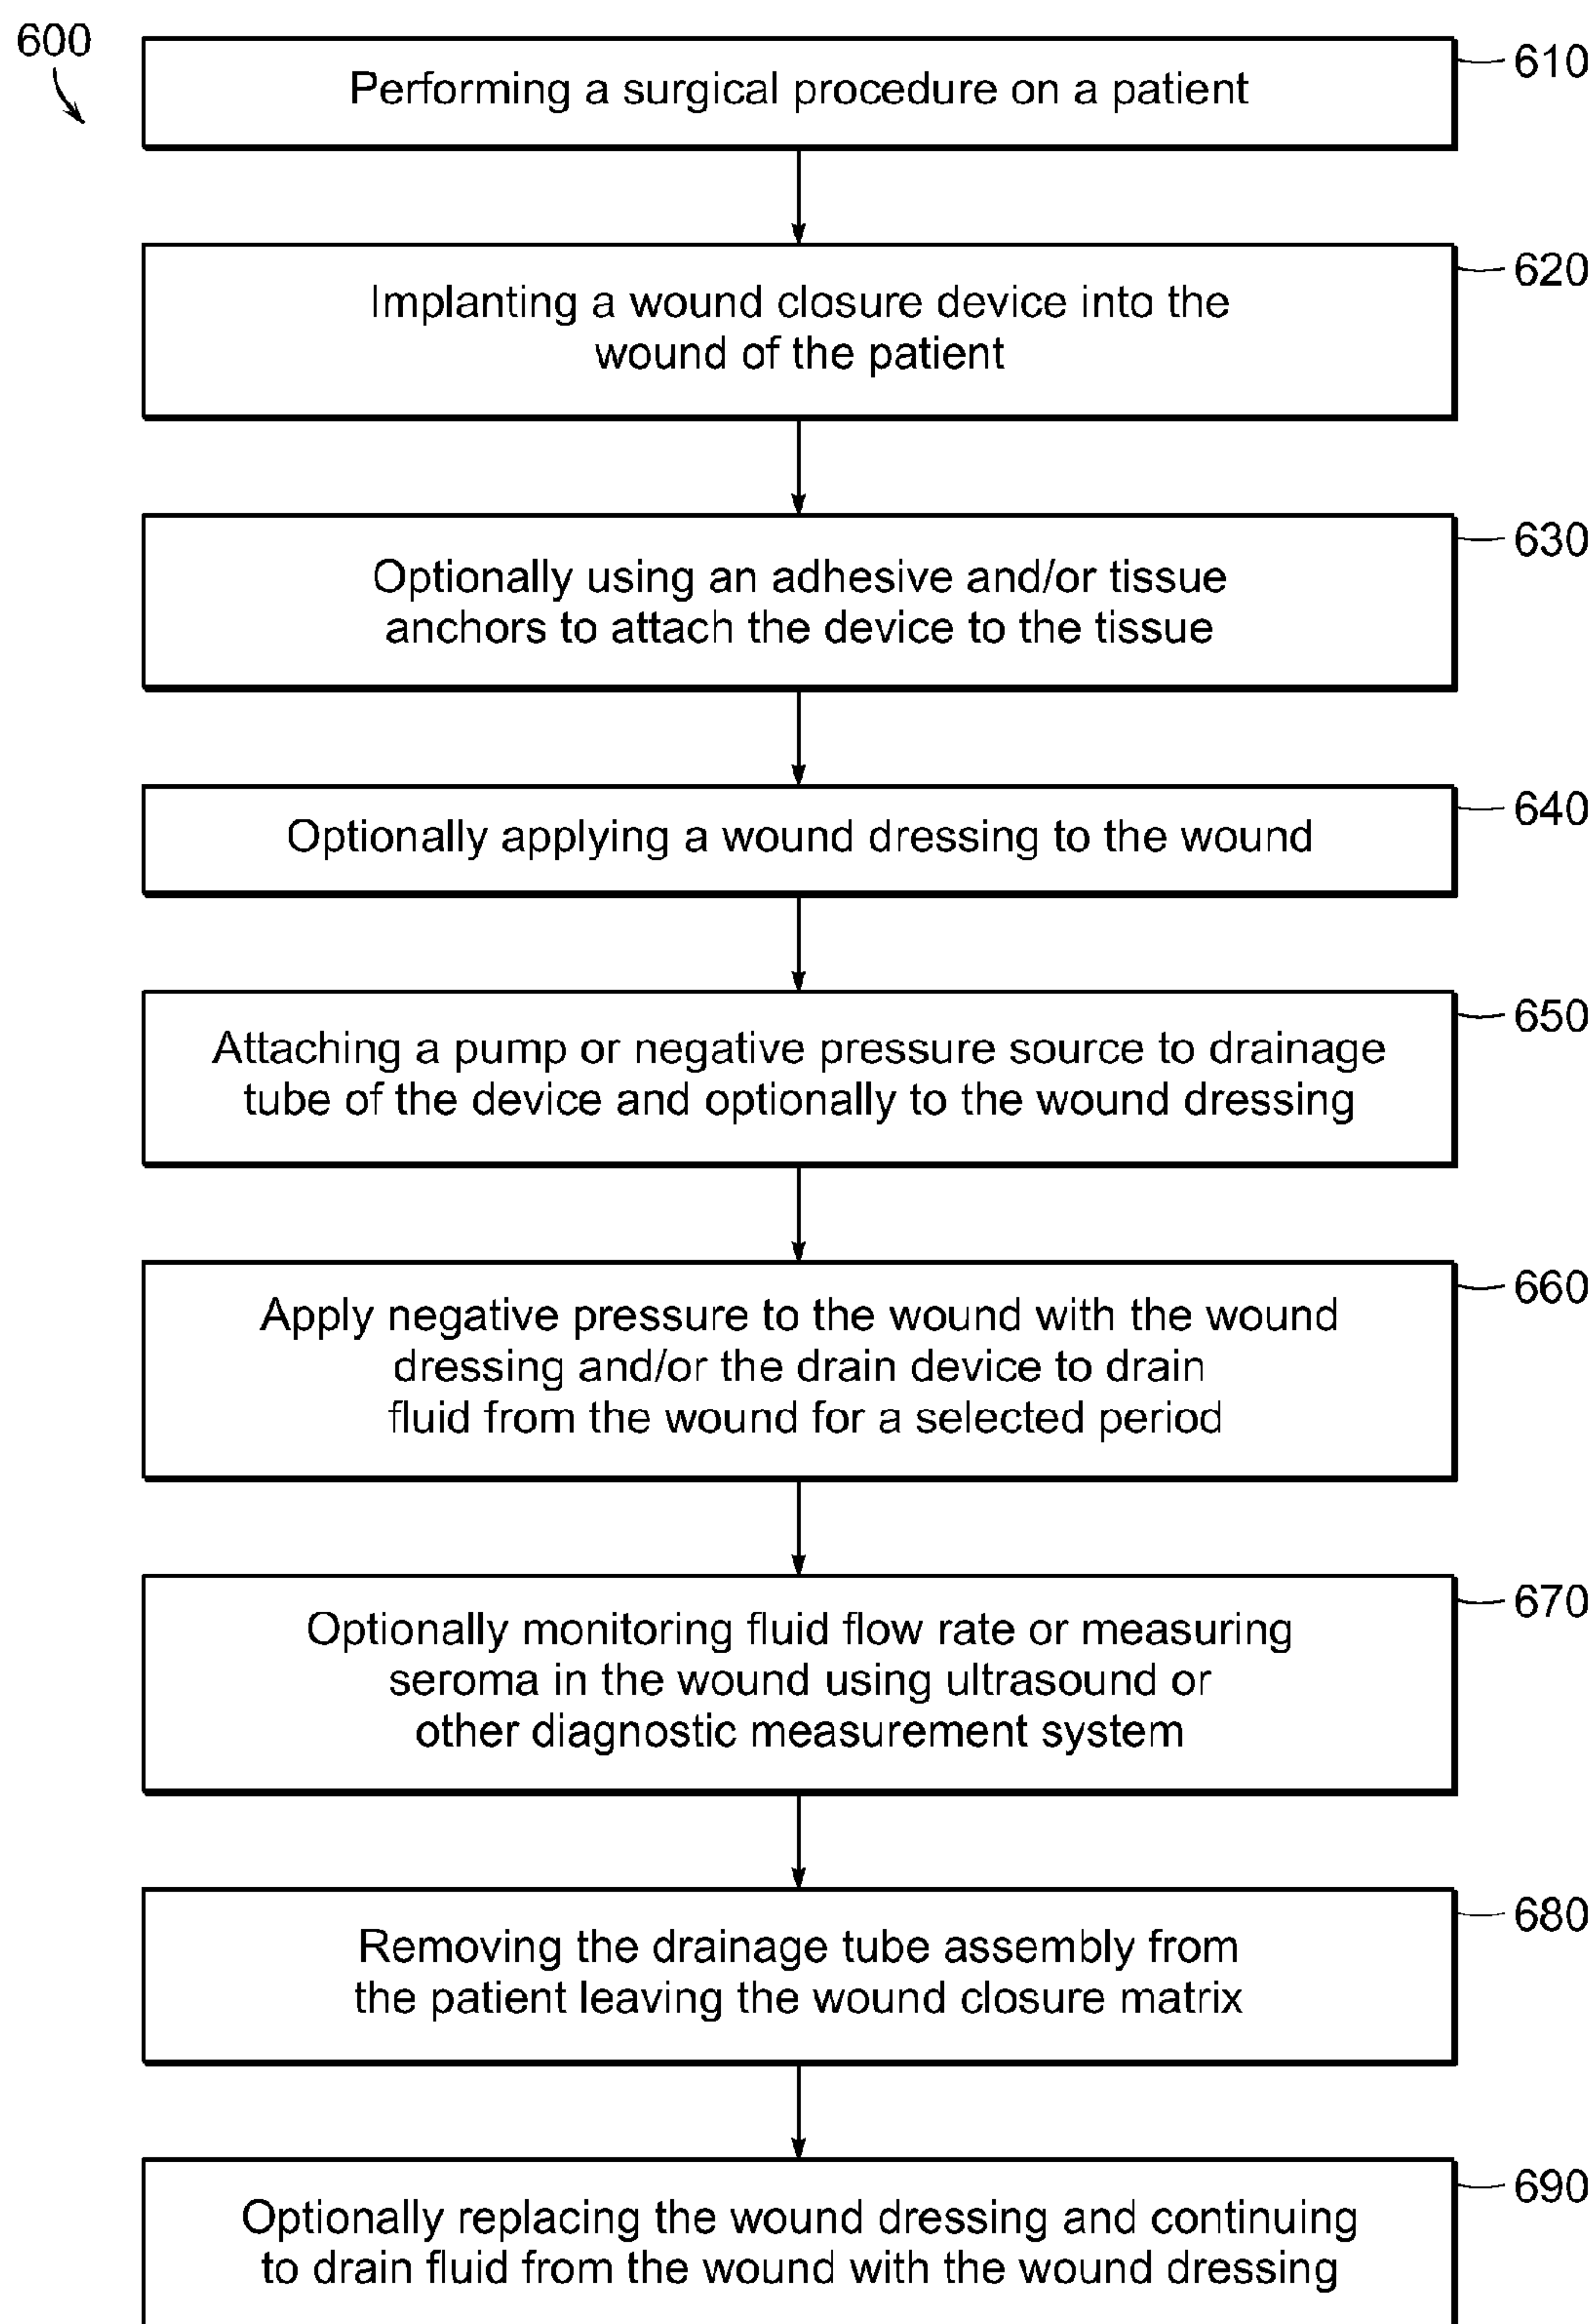 600
Performing a surgical procedure on a patient
610
Implanting a wound closure device into the
wound of the patient
620
Optionally using an adhesive and/or tissue
anchors to attach the device to the tissue
630
Optionally applying a wound dressing to the wound
640
Attaching a pump or negative pressure source to drainage
tube of the device and optionally to the wound dressing
650
Apply negative pressure to the wound with the wound
dressing and/or the drain device to drain
fluid from the wound for a selected period
660
Optionally monitoring fluid flow rate or measuring
seroma in the wound using ultrasound or
other diagnostic measurement system
670
Removing the drainage tube assembly from
the patient leaving the wound closure matrix
680
Optionally replacing the wound dressing and continuing
to drain fluid from the wound with the wound dressing
690